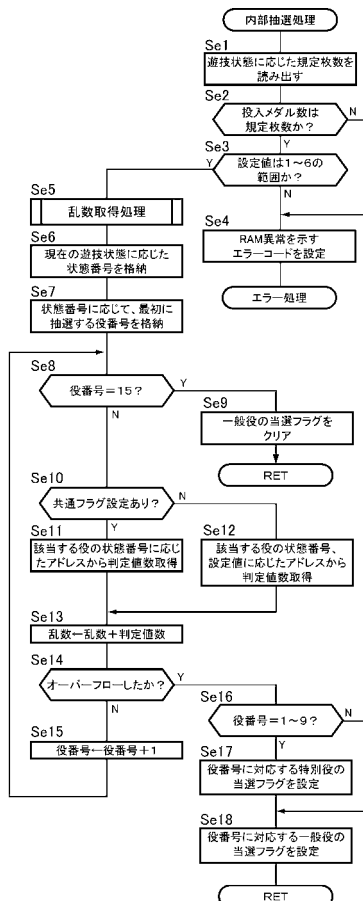 内部抽選処理
Se1
遊技状態に応じた規定枚数を
読み出す
Se2
投入メダル数は
規定枚数か？
N
Y
Se3
設定値は1～6の
範囲か？
Y
N
Se4
RAM異常を示す
エラーコードを設定
エラー処理
Se5
乱数取得処理
Se6
現在の遊技状態に応じた
状態番号を格納
Se7
状態番号に応じて、最初に
抽選する役番号を格納
Se8
役番号＝15？
Y
N
Se9
一般役の当選フラグを
クリア
RET
Se10
共通フラグ設定あり？
N
Y
Se11
該当する役の状態番号に応じ
たアドレスから判定値数取得
Se12
該当する役の状態番号、
設定値に応じたアドレスから
判定値数取得
Se13
乱数←乱数＋判定値数
Se14
オーバーフローしたか？
Y
N
Se15
役番号←役番号＋1
Se16
役番号＝1～9？
N
Y
Se17
役番号に対応する特別役の
当選フラグを設定
Se18
役番号に対応する一般役の
当選フラグを設定
RET